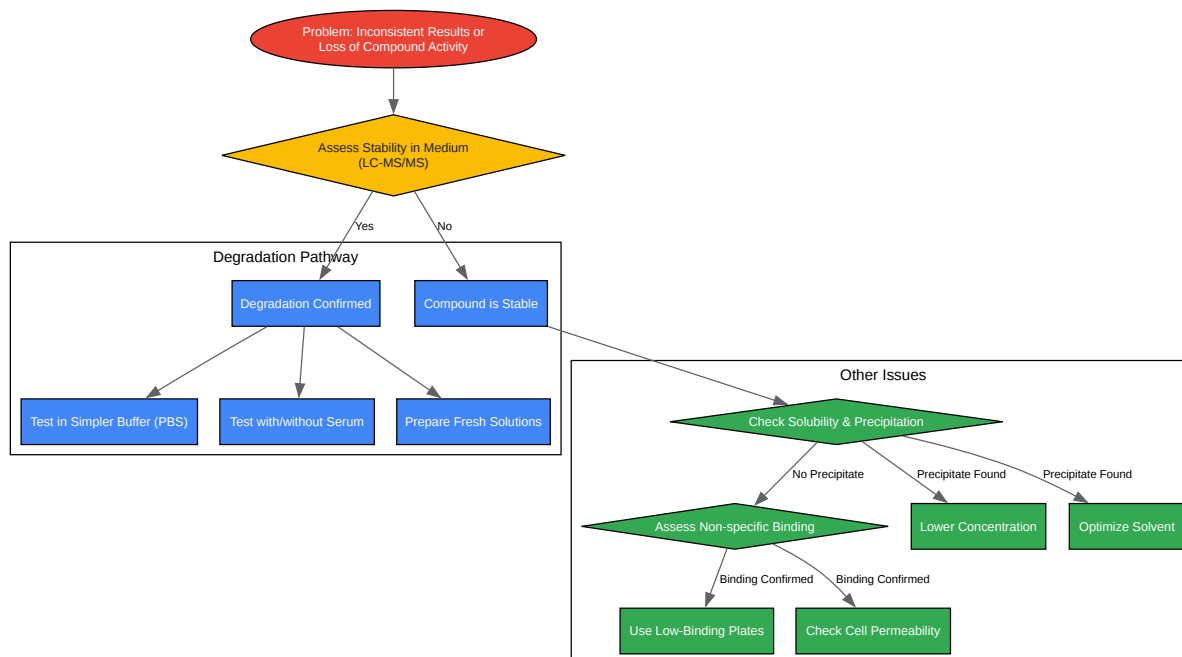 Problem: Inconsistent Results or
Loss of Compound Activity
Assess Stability in Medium
(LC-MS/MS)
Yes
No
Degradation Pathway
Degradation Confirmed
Compound is Stable
Test in Simpler Buffer (PBS)
Test with/without Serum
Prepare Fresh Solutions
Other Issues
Check Solubility & Precipitation
No Precipitate
Precipitate Found
Precipitate Found
Assess Non-specific Binding
Lower Concentration
Optimize Solvent
Binding Confirmed
Binding Confirmed
Use Low-Binding Plates
Check Cell Permeability